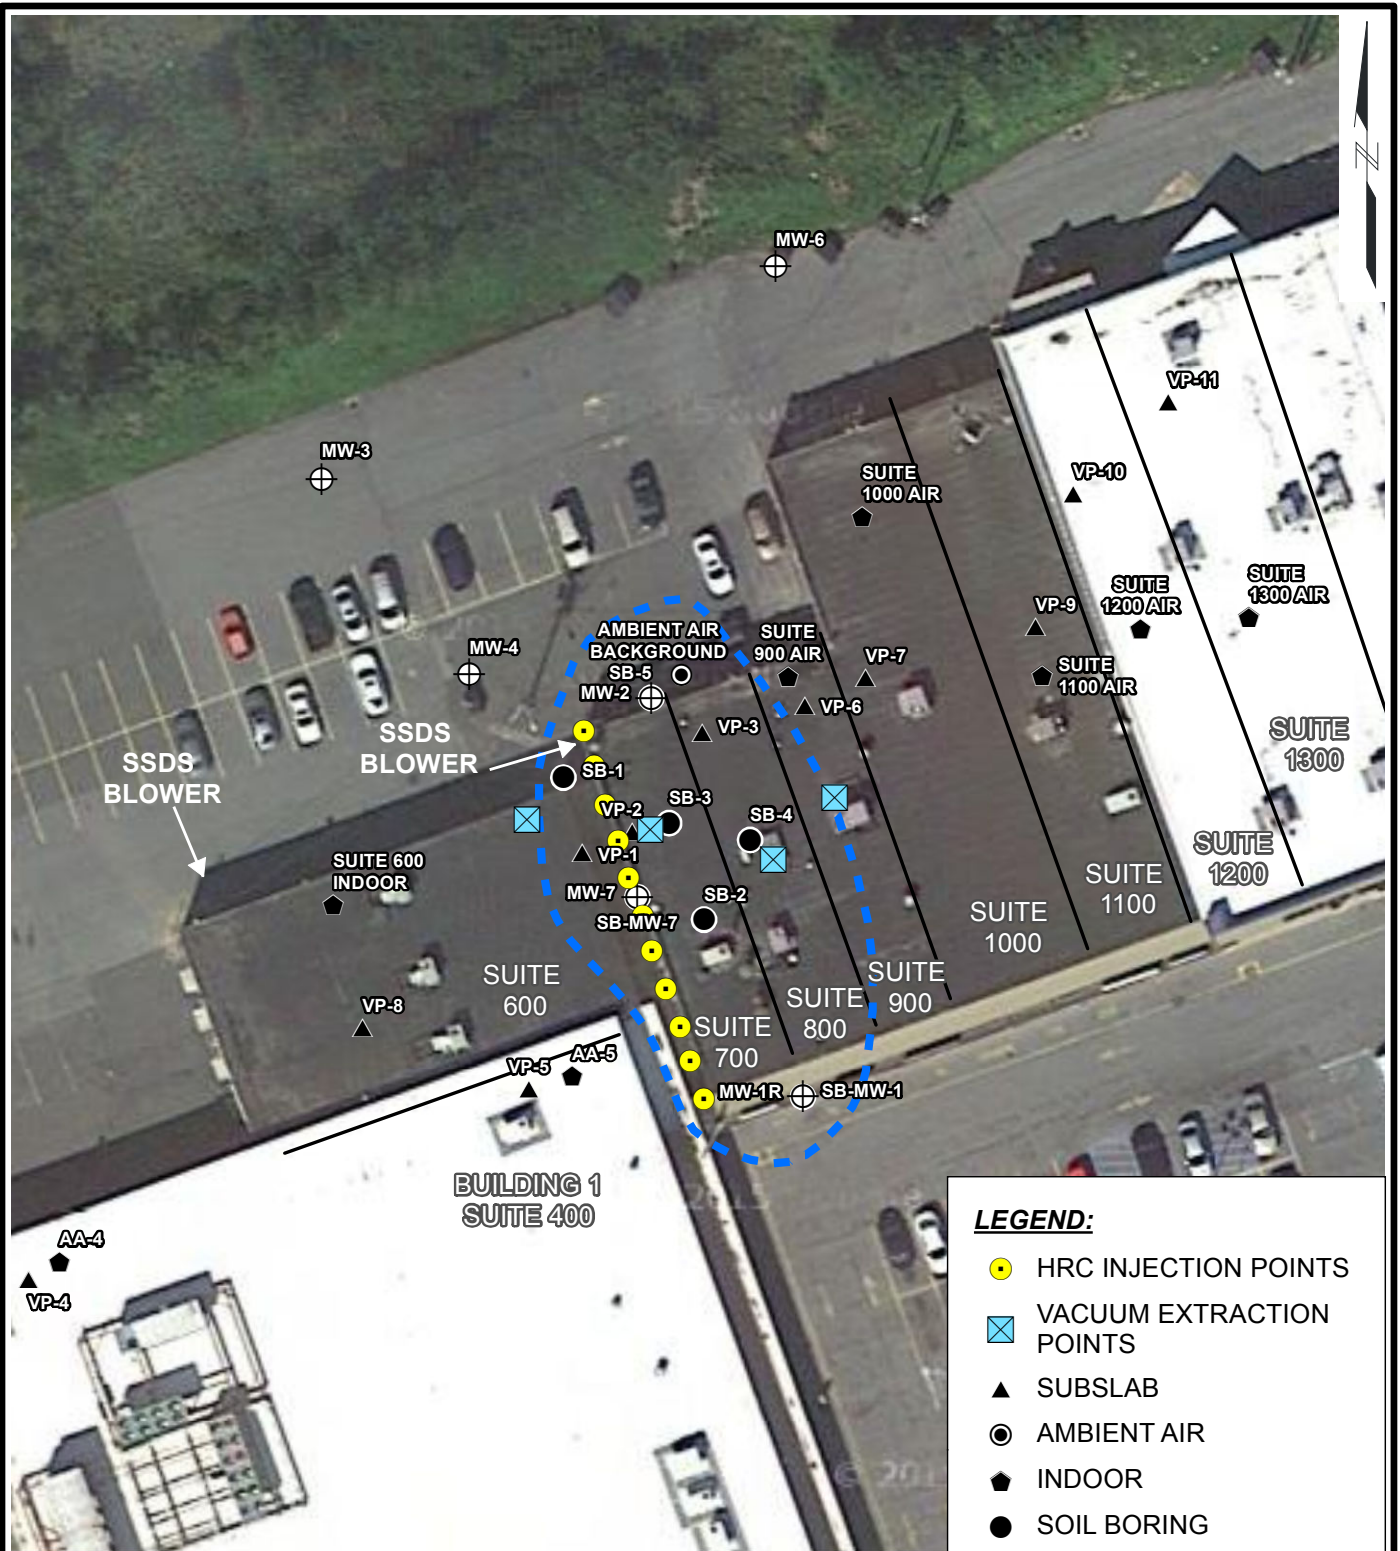 N
MW-6
VP-11
MW-3
VP-10
SUITE
1000 AIR
SUITE
1200 AIR
SUITE
1300 AIR
VP-9
AMBIENT AIR
BACKGROUND
SUITE
900 AIR
MW-4
SB-5
MW-2
VP-7
SUITE
1100 AIR
VP-6
VP-3
SSDS
BLOWER
SUITE
1300
SSDS
BLOWER
SB-1
VP-2
SB-3
SB-4
VP-1
SUITE 600
INDOOR
SUITE
1200
SUITE
1100
MW-7
SB-2
SB-MW-7
SUITE
1000
SUITE
900
SUITE
600
SUITE
800
VP-8
SUITE
700
VP-5
AA-5
MW-1R
SB-MW-1
BUILDING 1
SUITE 400
AA-4
VP-4
LEGEND:
HRC INJECTION POINTS
VACUUM EXTRACTION
POINTS
SUBSLAB
AMBIENT AIR
INDOOR
SOIL BORING